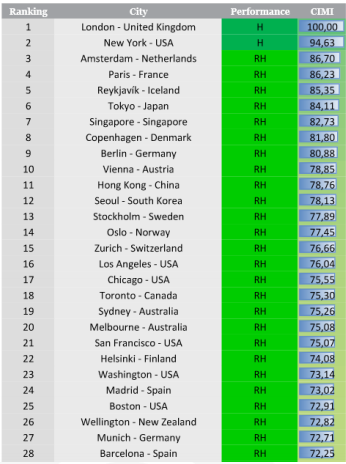 Ranking City Performance CIMI
1 London - United Kingdom H 100,00
2 New York - USA H 94,63
3 Amsterdam - Netherlands RH 86,70
4 Paris - France RH 86,23
5 Reykjavík - Iceland RH 85,35
6 Tokyo - Japan RH 84,11
7 Singapore - Singapore RH 82,73
8 Copenhagen - Denmark RH 81,80
9 Berlin - Germany RH 80,88
10 Vienna - Austria RH 78,85
11 Hong Kong - China RH 78,76
12 Seoul - South Korea RH 78,13
13 Stockholm - Sweden RH 77,89
14 Oslo - Norway RH 77,45
15 Zurich - Switzerland RH 76,66
16 Los Angeles - USA RH 76,04
17 Chicago - USA RH 75,55
18 Toronto - Canada RH 75,30
19 Sydney - Australia RH 75,26
20 Melbourne - Australia RH 75,08
21 San Francisco - USA RH 75,07
22 Helsinki - Finland RH 74,08
23 Washington - USA RH 73,14
24 Madrid - Spain RH 73,02
25 Boston - USA RH 72,91
26 Wellington - New Zealand RH 72,82
27 Munich - Germany RH 72,71
28 Barcelona - Spain RH 72,25